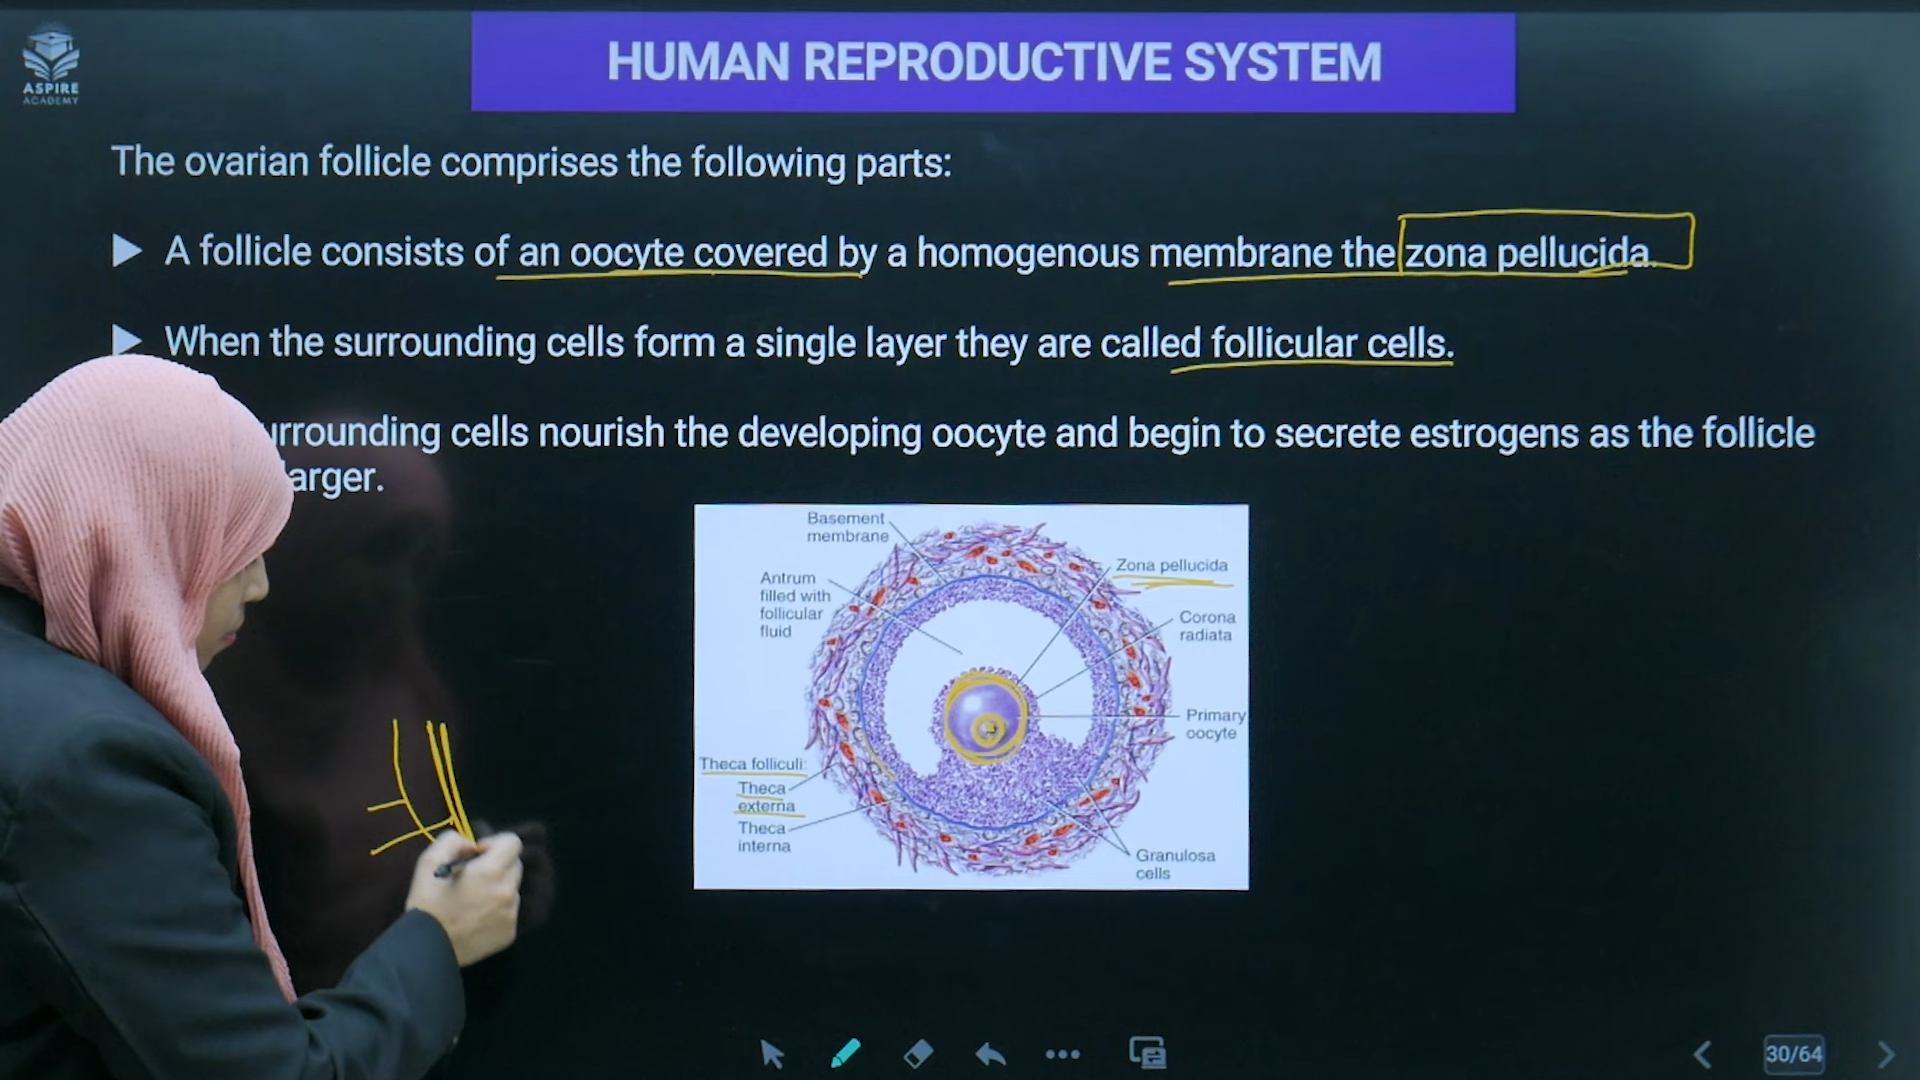 ASPIRE
ACADEMY
HUMAN REPRODUCTIVE SYSTEM
The ovarian follicle comprises the following parts:
A follicle consists of an oocyte covered by a homogenous membrane the zona pellucida.
When the surrounding cells form a single layer they are called follicular cells.
urrounding cells nourish the developing oocyte and begin to secrete estrogens as the follicle
arger.
Basement
membrane
Antrum
filled with
follicular
fluid
Zona pellucida
Corona
radiata
Primary
oocyte
Theca folliculi:
Theca
externa
Theca
interna
Granulosa
cells
30/64